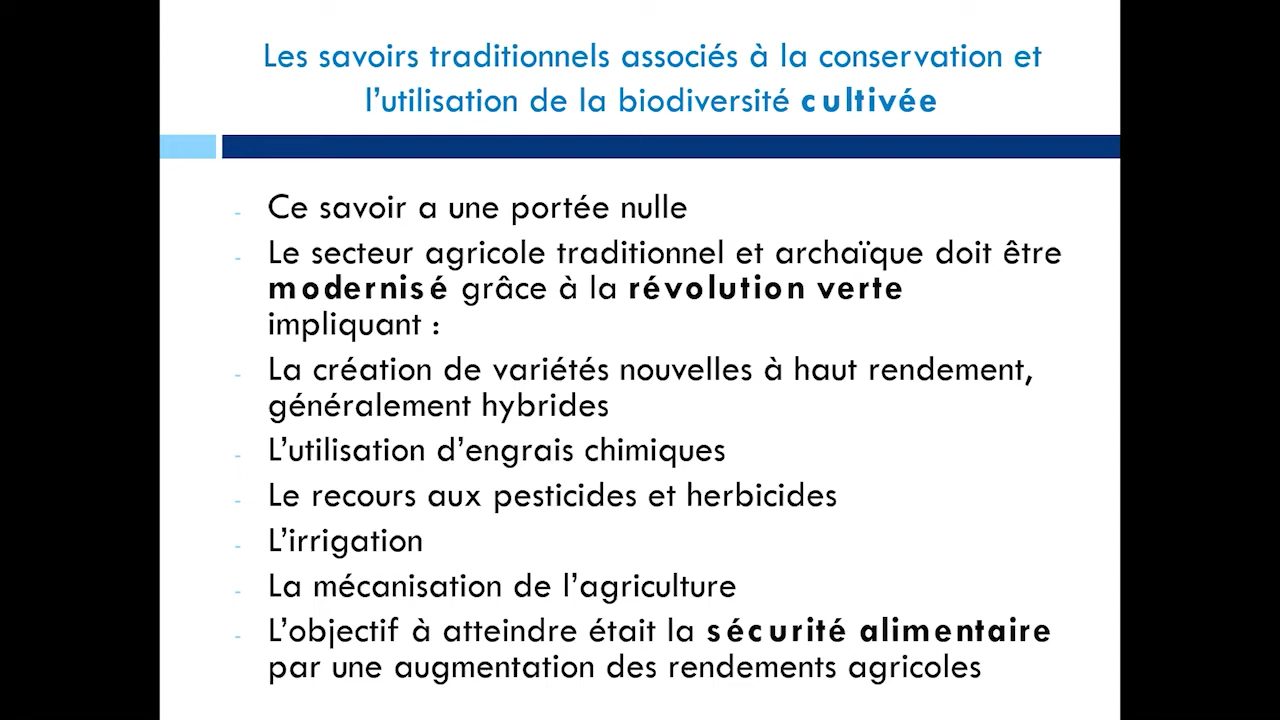 Les savoirs traditionnels associés à la conservation et
l’utilisation de la biodiversité cultivée
- Ce savoir a une portée nulle
- Le secteur agricole traditionnel et archaïque doit être
modernisé grâce à la révolution verte
impliquant :
- La création de variétés nouvelles à haut rendement,
généralement hybrides
- L’utilisation d’engrais chimiques
- Le recours aux pesticides et herbicides
- L’irrigation
- La mécanisation de l’agriculture
- L’objectif à atteindre était la sécurité alimentaire
par une augmentation des rendements agricoles